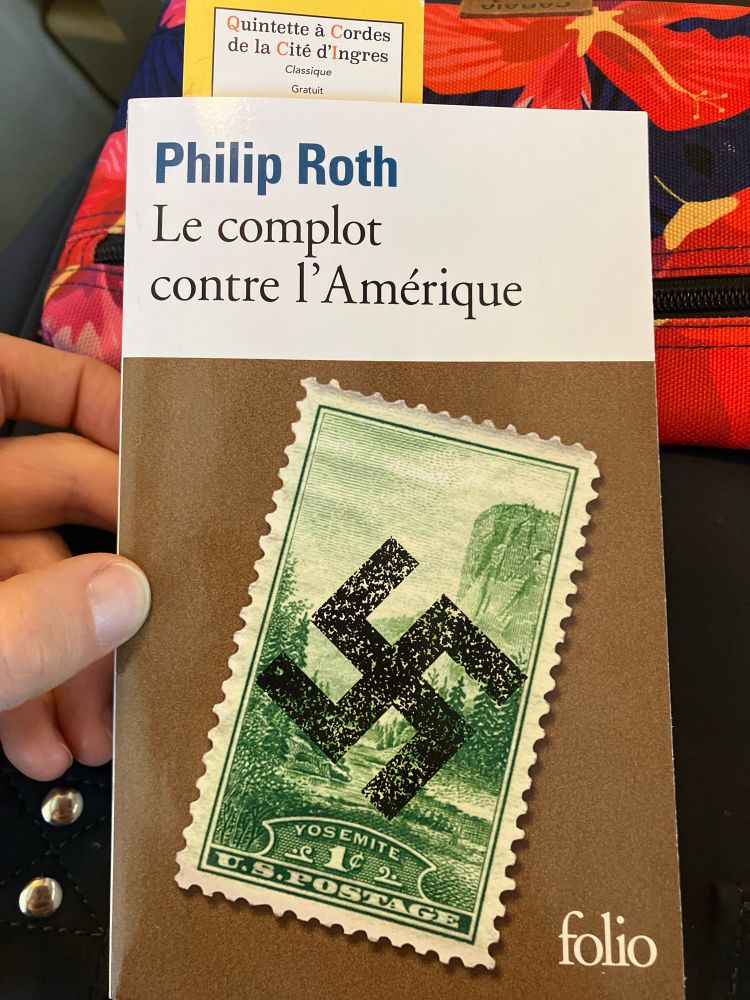 Quintette à Cordes
de la Cité d'Ingres
Classique
Gratuit
Philip Roth
Le complot
contre l'Amérique
YOSEMITE
1¢
U.S. POSTAGE
folio